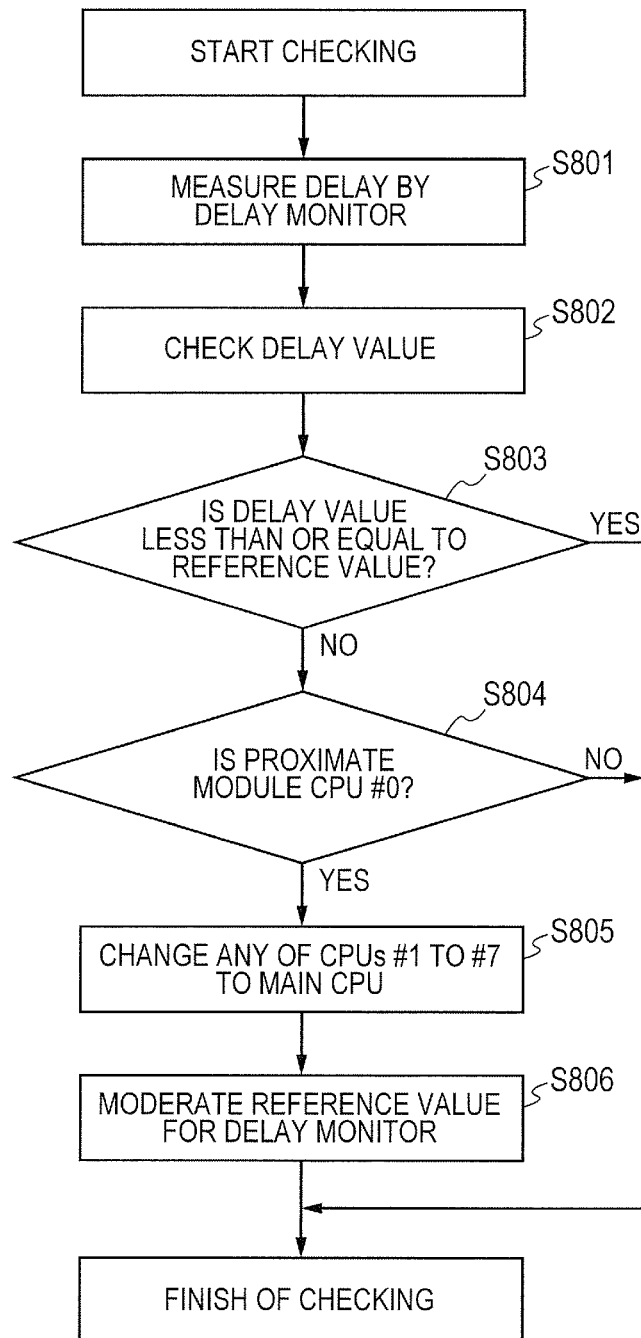 START CHECKING
S801
MEASURE DELAY BY
DELAY MONITOR
S802
CHECK DELAY VALUE
S803
IS DELAY VALUE
LESS THAN OR EQUAL TO
REFERENCE VALUE?
YES
NO
S804
IS PROXIMATE
MODULE CPU #0?
NO
YES
S805
CHANGE ANY OF CPUs #1 TO #7
TO MAIN CPU
S806
MODERATE REFERENCE VALUE
FOR DELAY MONITOR
FINISH OF CHECKING